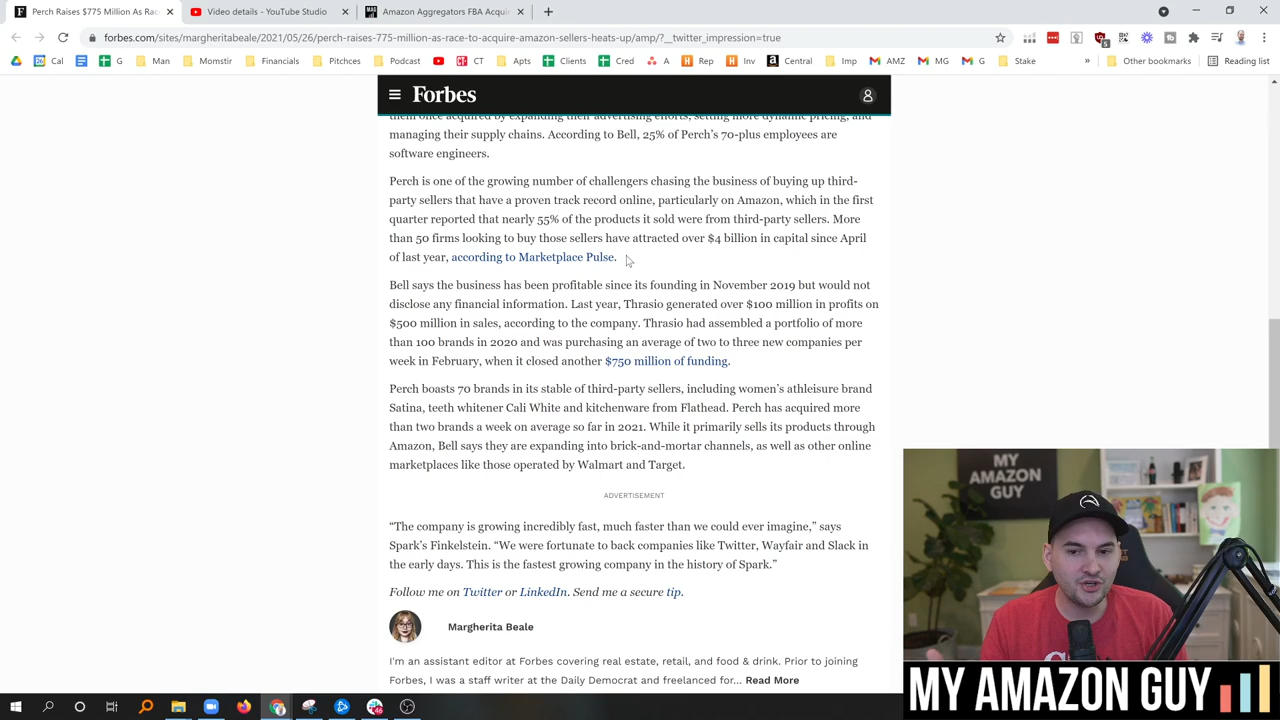 Perch Raises $775 Million As Rac
Video details - YouTube Studio
Amazon Aggregators FBA Acqui
forbes.com/sites/margheritabeale/2021/05/26/perch-raises-775-million-as-race-to-acquire-amazon-sellers-heats-up/amp/?__twitter_impression=true
Cal G Man Momstir Financials Pitchces Podcast CT Apts Clients Cred A Rep Inv Central Imp AMZ MG G Stake » Other bookmarks Reading list
Forbes
them once acquired by expanding their advertising efforts, setting more dynamic pricing, and
managing their supply chains. According to Bell, 25% of Perch's 70-plus employees are
software engineers.
Perch is one of the growing number of challengers chasing the business of buying up third-
party sellers that have a proven track record online, particularly on Amazon, which in the first
quarter reported that nearly 55% of the products it sold were from third-party sellers. More
than 50 firms looking to buy those sellers have attracted over $4 billion in capital since April
of last year, according to Marketplace Pulse.
Bell says the business has been profitable since its founding in November 2019 but would not
disclose any financial information. Last year, Thrasio generated over $100 million in profits on
$500 million in sales, according to the company. Thrasio had assembled a portfolio of more
than 100 brands in 2020 and was purchasing an average of two to three new companies per
week in February, when it closed another $750 million of funding.
Perch boasts 70 brands in its stable of third-party sellers, including women's athleisure brand
Satina, teeth whitener Cali White and kitchenware from Flathead. Perch has acquired more
than two brands a week on average so far in 2021. While it primarily sells its products through
Amazon, Bell says they are expanding into brick-and-mortar channels, as well as other online
marketplaces like those operated by Walmart and Target.
ADVERTISEMENT
“The company is growing incredibly fast, much faster than we could ever imagine,” says
Spark's Finkelstein. “We were fortunate to back companies like Twitter, Wayfair and Slack in
the early days. This is the fastest growing company in the history of Spark.”
Follow me on Twitter or LinkedIn. Send me a secure tip.
Margherita Beale
I'm an assistant editor at Forbes covering real estate, retail, and food & drink. Prior to joining
Forbes, I was a staff writer at the Daily Democrat and freelanced for... Read More
MY
AMAZON
GUY
MY AMAZON GUY